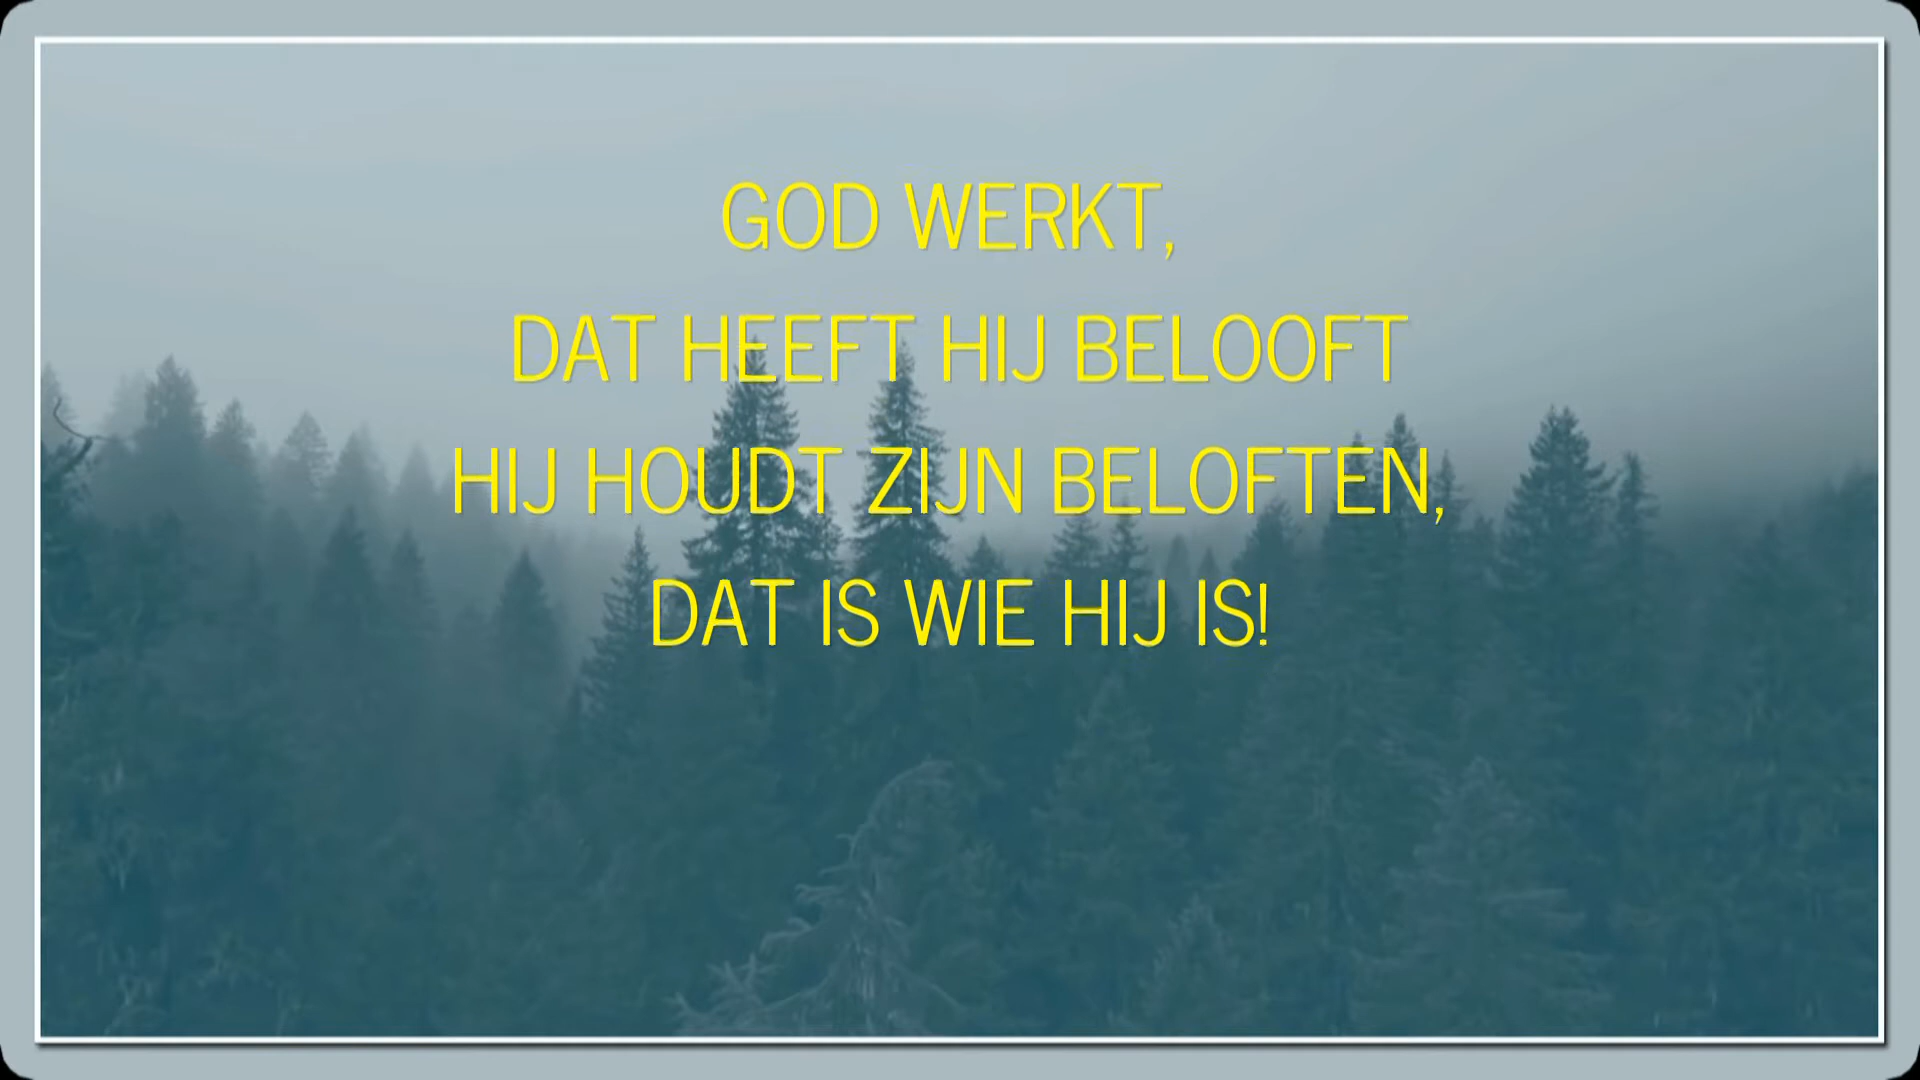 GOD WERKT,
DAT HEEFT HIJ BELOOFT
HIJ HOUDT ZIJN BELOFTEN,
DAT IS WIE HIJ IS!